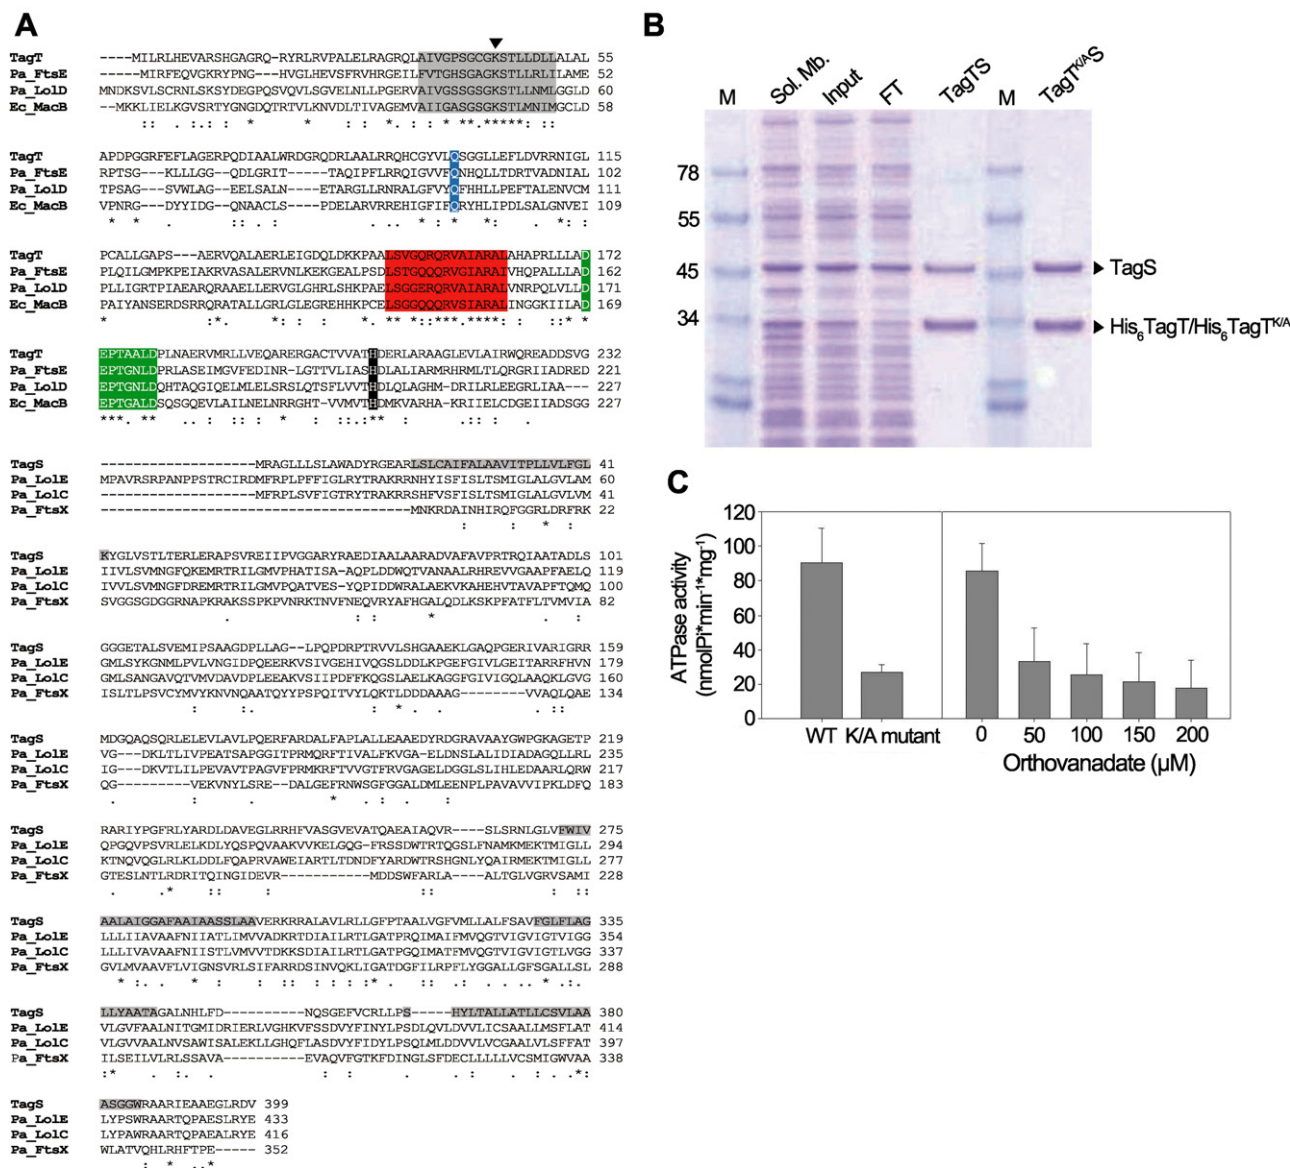 A
TagT ----MILRLHEVARSHGAGRQ-RYRLRVPALELRAGRQLAIVGPSGCGKSTLLDLLALAL 55
Pa_FtsE ----MIRFEQVGKRYPNG---HVGLHEVSFRVHRGEILFVTGHSGAGKSTLLRLILAME 52
Pa_LolD MNDKSVLSCRNLSKSYDQGPQKLTVLQGVNLDLHPGERVAIVGSSGSGKSTLLNMLGGLD 60
Ec_MacB --MKKLIELKGVSRTYGNGDQTRTVLKNVDLTIVAGEMVAIIGASGSGKSTLMNIMGCLD 58
TagT APDPGGRFEFLAGERPQDIAALWRDGRQDRLAALRRQHCGYVLQSGGLLEFLDVRRNIGL 115
Pa_FtsE RPTSG---KLLLGG--QDLGRIT-----TAQIPFLRRQIGVVFQNHQLLTDRTVADNIAL 102
Pa_LolD TPSAG---SVWLAG--EELSALN-----ETARGLLRNRALGFVYQFHHLLPEFTALENVCM 111
Ec_MacB VPNRG---DYYIDG--QNAACLS----PDELARVRREHIGFIFQRYHLIPDLSALGNVEI 109
TagT PCALLGAPS---AERVQASALERLEIGDQLDKKPAALSVGQRQRVAIARALAHAPRLLLAD 172
Pa_FtsE PLQILGMPKPEIAKRVASALERVNLKEKGEALPSDLSTGQQQRVGIARAIVHQPALLLAD 162
Pa_LolD PLLIGRTPIAEARQRAAELLERVGLGHRLSHKPAELSGGERQRVAIARALVNRPQLVLLD 171
Ec_MacB PAIYANSERDSRRQRATALLGRLGLEGREHHKPCELSGGQQQRVSIARALINGGKIILAD 169
TagT EPTAALDPLNAERVMRLLVEQARERGACTVVATHDERLARAAGLEVLAIRWQREADDSVG 232
Pa_FtsE EPTGNLDPRLASEIMGVFEDINR-LGTTVLIASHDLALIARMRHRMLTLQRGRIIADRED 221
Pa_LolD EPTGNLDQHTAQGIQELMLELSRSLQTSFLVVTHDLQLAGHM-DRILRLEEGRLIAA--- 227
Ec_MacB EPTGALDSQSGQEVLAILNELNRRGHT-VVMVTHDMKVARHA-KRIIELCDGEIIADSGG 227
TagS -------------------MRAGLLLSLAWADYRGEARLSLCAIFALAAVITPLLVLFGL 41
Pa_LolE MPAVRSRPANPPSTRCIRDMFRPLPFFIGLRYTRAKRRNHYISFISLTSMIGLALGVLAM 60
Pa_LolC -------------------MFRPLSVFIGTRYTRAKRRSHFVSFISLTSMIGLALGVLVM 41
Pa_FtsX --------------------------------------MNKRDAINHIRQFGGRLDRFRK 22
TagS KYGLVSTLTERLERAPSVREIIPVGGARYRAEDIAALAARADVAFAVPRTRQIAATADLS 101
Pa_LolE IIVLSVMNGFQKEMRTRILGMVPHATISA-AQPLDDWQTVANAALRHREVVGAAPFAELQ 119
Pa_LolC IVVLSVMNGFDREMRTRILGMVPQATVES-YQPIDDWRALAEKVKAHEHVTAVAPFTQMQ 100
Pa_FtsX SVGGSGDGGRNAPKRAKSSPKPVNRKTNVFNEQVRYAFHGALQDLKSKPFATFLTVMVIA 82
TagS GGGETALSVEMIPSAAGDPLLAG--LPQPDRPTRVVLSHGAAEKLGAQPGERIVARIGRR 159
Pa_LolE GMLSYKGNMLPVLVNGIDPQEERKVSIVGEHIVQGSLDDLKPGEFGIVLGEITARRFHVN 179
Pa_LolC GMLSANGAVQTVMVDAVDPLEEKAVSIIPDFFKQGSLAELKAGGFGIVIGQLAAQKLGVG 160
Pa_FtsX ISLTLPSVCYMVYKNVNQAATQYYPSPQITVYLQKTLDDDAAAG--------VVAQLQAE 134
TagS MDGQAQSQRLELEVLAVLPQERFARDALFAPLALLEAAEDYRDGRAVAAYGWPGKAGETP 219
Pa_LolE VG---DKLTLIVPEATSAPGGITPRMQRFTIVALFKVGA-ELDNSLALIDIADAGQLLRL 235
Pa_LolC IG---DKVTLILPEVAVTPAGVFPRMKRFTVVGTFRVGAGELDGGLSLIHLEDAARLQRW 217
Pa_FtsX QG---------VEKVNYLSRE--DALGEFRNWSGFGGALDMLEENPLPAVAVVIPKLDFQ 183
TagS RARIYPGFRLYARDLDAVEGLRRHFVASGVEVATQAEAIAQVR----SLSRNLGLVFWIV 275
Pa_LolE QPGQVPSVRLELKDLYQSPQVAAKVVKELGQG-FRSSDWTRTQGSLFNAMKMEKTMIGLL 294
Pa_LolC KTNQVQGLRLKLDDLFQAPRVAWEIARTLTDNDFYARDWTRSHGNLYQAIRMEKTMIGLL 277
Pa_FtsX GTESLNTLRDRITQINGIDEVR-----------MDDSWFARLA----ALTGLVGRVSAMI 228
TagS AALAIGGAFAAIAASSLAAVERKRRALAVLRLLGFPTAALVGFVMLLALFSAVFGLFLAG 335
Pa_LolE LLLIIAVAAFNIIATLIMVVADKRTDIAILRTLGATPRQIMAIFMVQGTVIGVIGTVIGG 354
Pa_LolC LLLIVAVAAFNIISTLVMVVTDKKSDIAILRTLGATPGQIMATFMVQGTVIGVIGTLVGG 337
Pa_FtsX GVLMVAAVFLVIGNSVRLSIFARRDSINVQKLIGATDGFILRPFLYGGALLGFSGALLSL 288
TagS LLYAATAGALNHLFD-----------NQSGEFVCRLLPS-----HYLTALLATLLCSVLAA 380
Pa_LolE VLGVFAALNITGMIDRIERLVGHKVFSSDVYFINYLPSDLQVLDVVLICSAALLMSFLAT 414
Pa_LolC VLGVVAALNVSAWISALEKLLGHQFLASDVYFIDYLPSQLMLDDVVLVCGAALVLSFFAT 397
Pa_FtsX ILSEILVLRLSSAVA-----------EVAQVFGTKFDINGLSFDECLLLLLVCSMIGWVAA 338
TagS ASGGWRAARIEAAEGLRDV 399
Pa_LolE LYPSWRAARTQPAESLRYE 433
Pa_LolC LYPAWRAARTQPAEALRYE 416
Pa_FtsX WLATVQHLRHFTPE----- 352
B
M Sol. Mb. Input FT TagTS M TagTK/AS
78
55
45
34
TagS
His6TagT/His6TagTK/A
C
ATPase activity
(nmolPi*min-1*mg-1)
120
100
80
60
40
20
0
WT K/A mutant 0 50 100 150 200
Orthovanadate (µM)